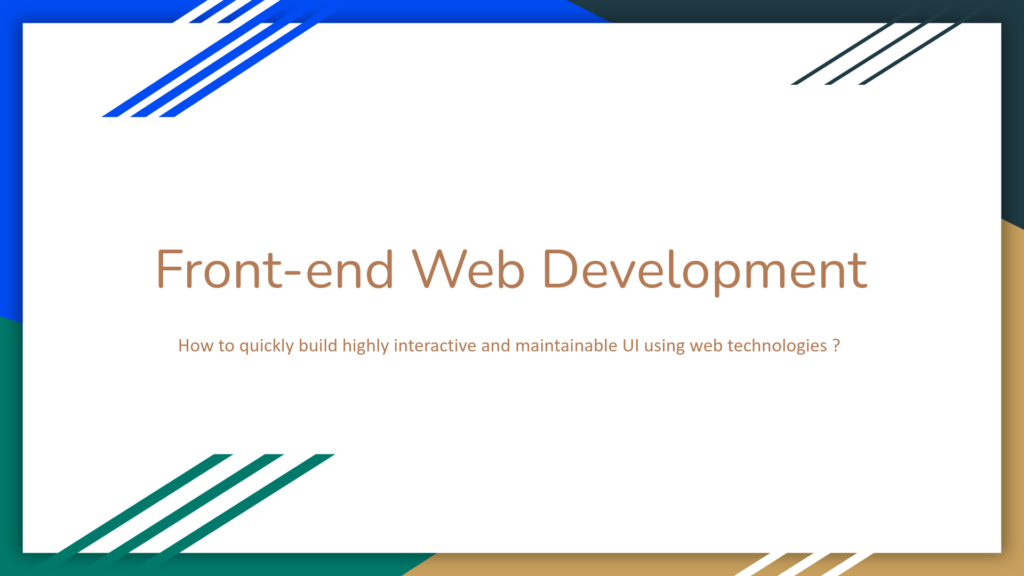 Front-end Web Development
How to quickly build highly interactive and maintainable UI using web technologies ?